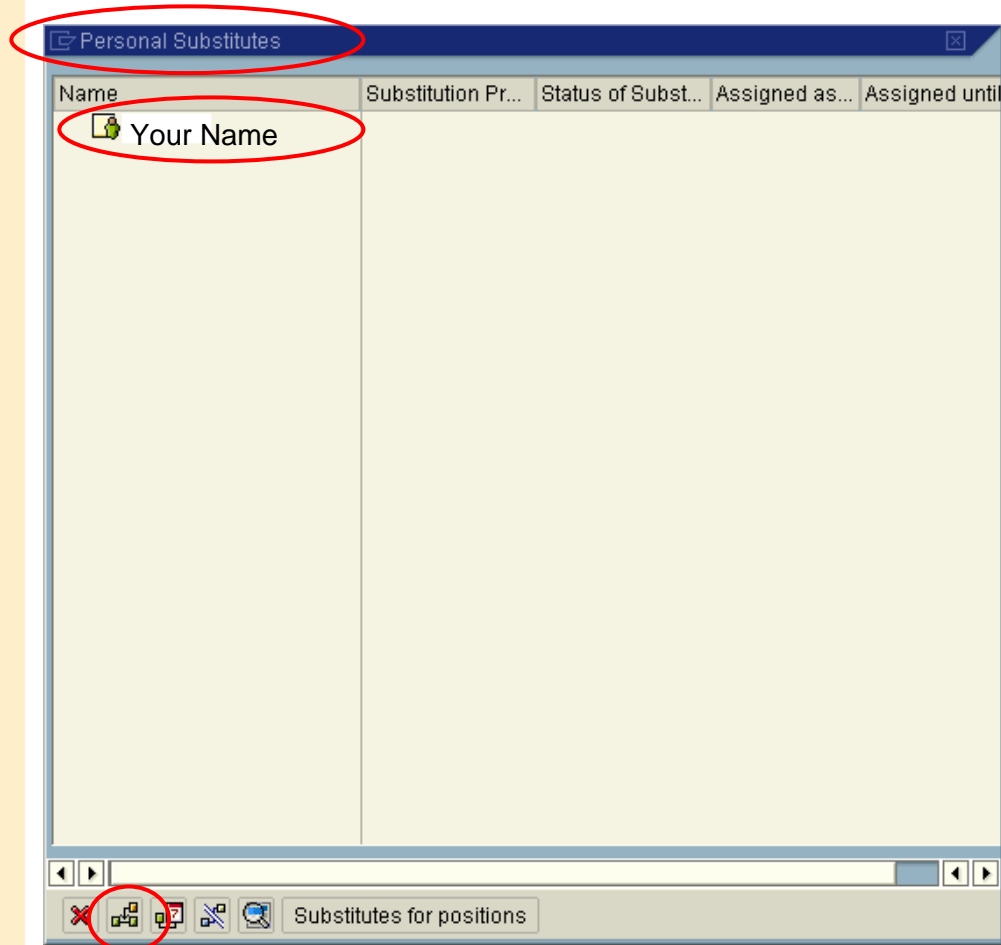 Personal Substitutes
Name Substitution Pr... Status of Subst... Assigned as... Assigned until
Your Name
Substitutes for positions